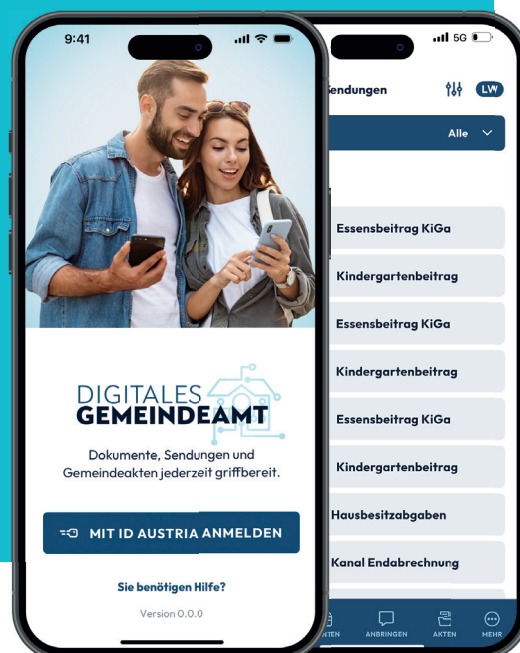 9:41
DIGITALES
GEMEINDEAMT
Dokumente, Sendungen und
Gemeindeakten jederzeit griffbereit.
MIT ID AUSTRIA ANMELDEN
Sie benötigen Hilfe?
Version 0.0.0
5G
LW
Alle
Essensbeitrag KiGa
Kindergartenbeitrag
Essensbeitrag KiGa
Kindergartenbeitrag
Essensbeitrag KiGa
Kindergartenbeitrag
Hausbesitzabgaben
Kanal Endabrechnung
ANBRINGEN
AKTEN
MEHR